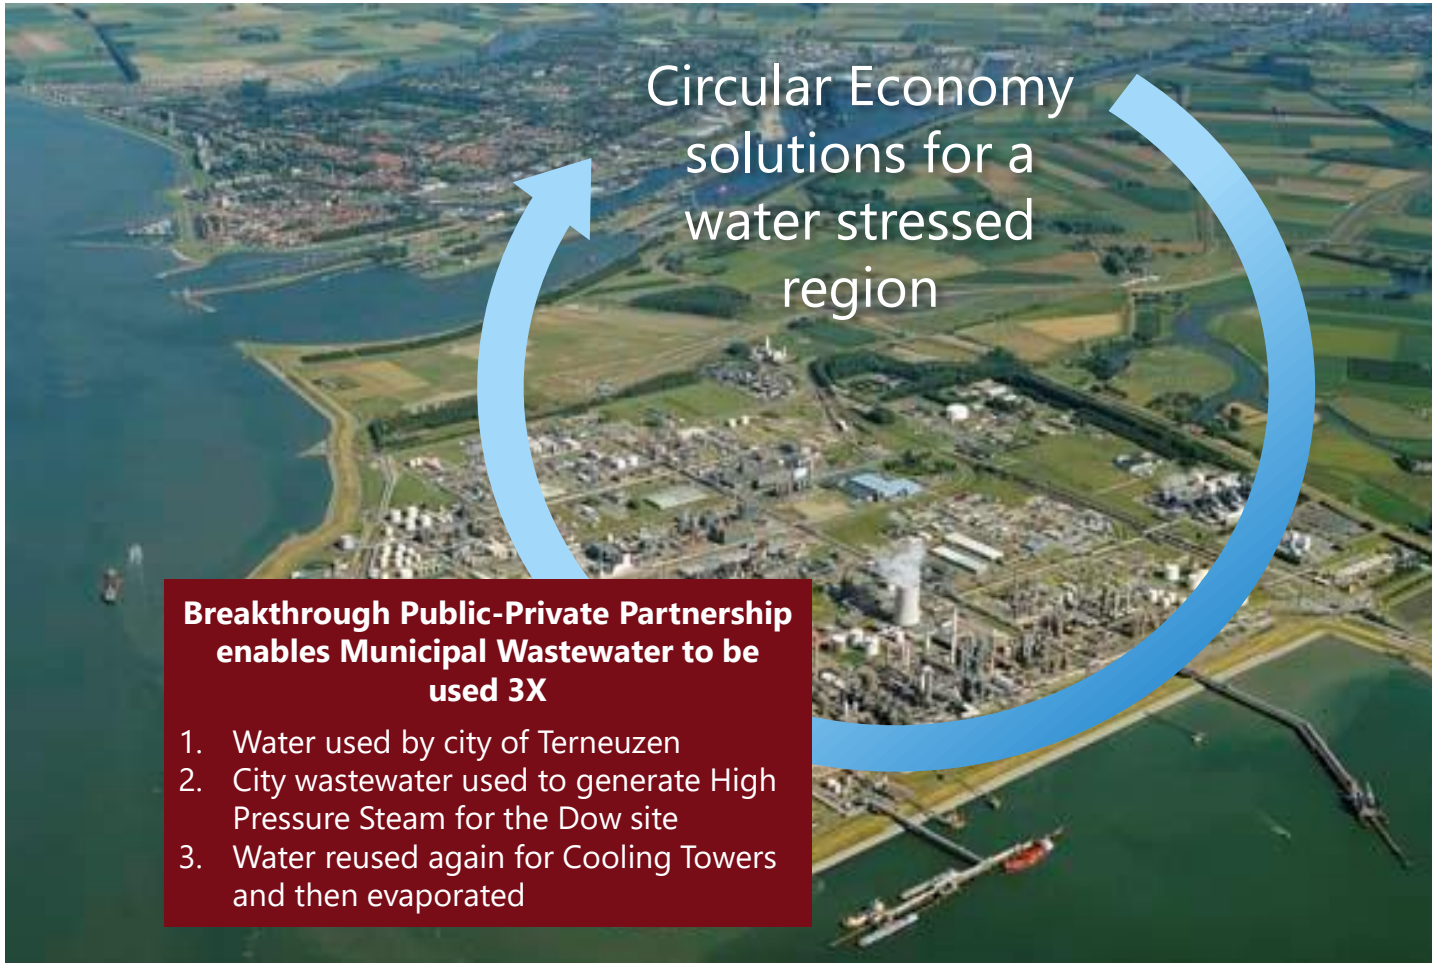 Circular Economy
solutions for a
water stressed
region
Breakthrough Public-Private Partnership
enables Municipal Wastewater to be
used 3X
1. Water used by city of Terneuzen
2. City wastewater used to generate High
Pressure Steam for the Dow site
3. Water reused again for Cooling Towers
and then evaporated